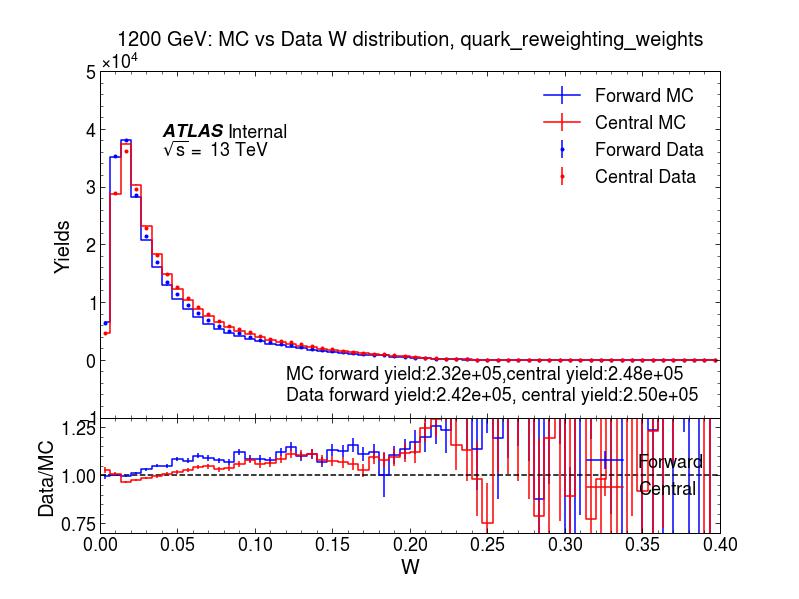 1200 GeV: MC vs Data W distribution, quark_reweighting_weights
×10⁴
5
4
3
2
1
0
−1
Yields
ATLAS Internal
√s = 13 TeV
Forward MC
Central MC
Forward Data
Central Data
MC forward yield:2.32e+05,central yield:2.48e+05
Data forward yield:2.42e+05, central yield:2.50e+05
1.25
1.00
0.75
Data/MC
Forward
Central
0.00 0.05 0.10 0.15 0.20 0.25 0.30 0.35 0.40
W